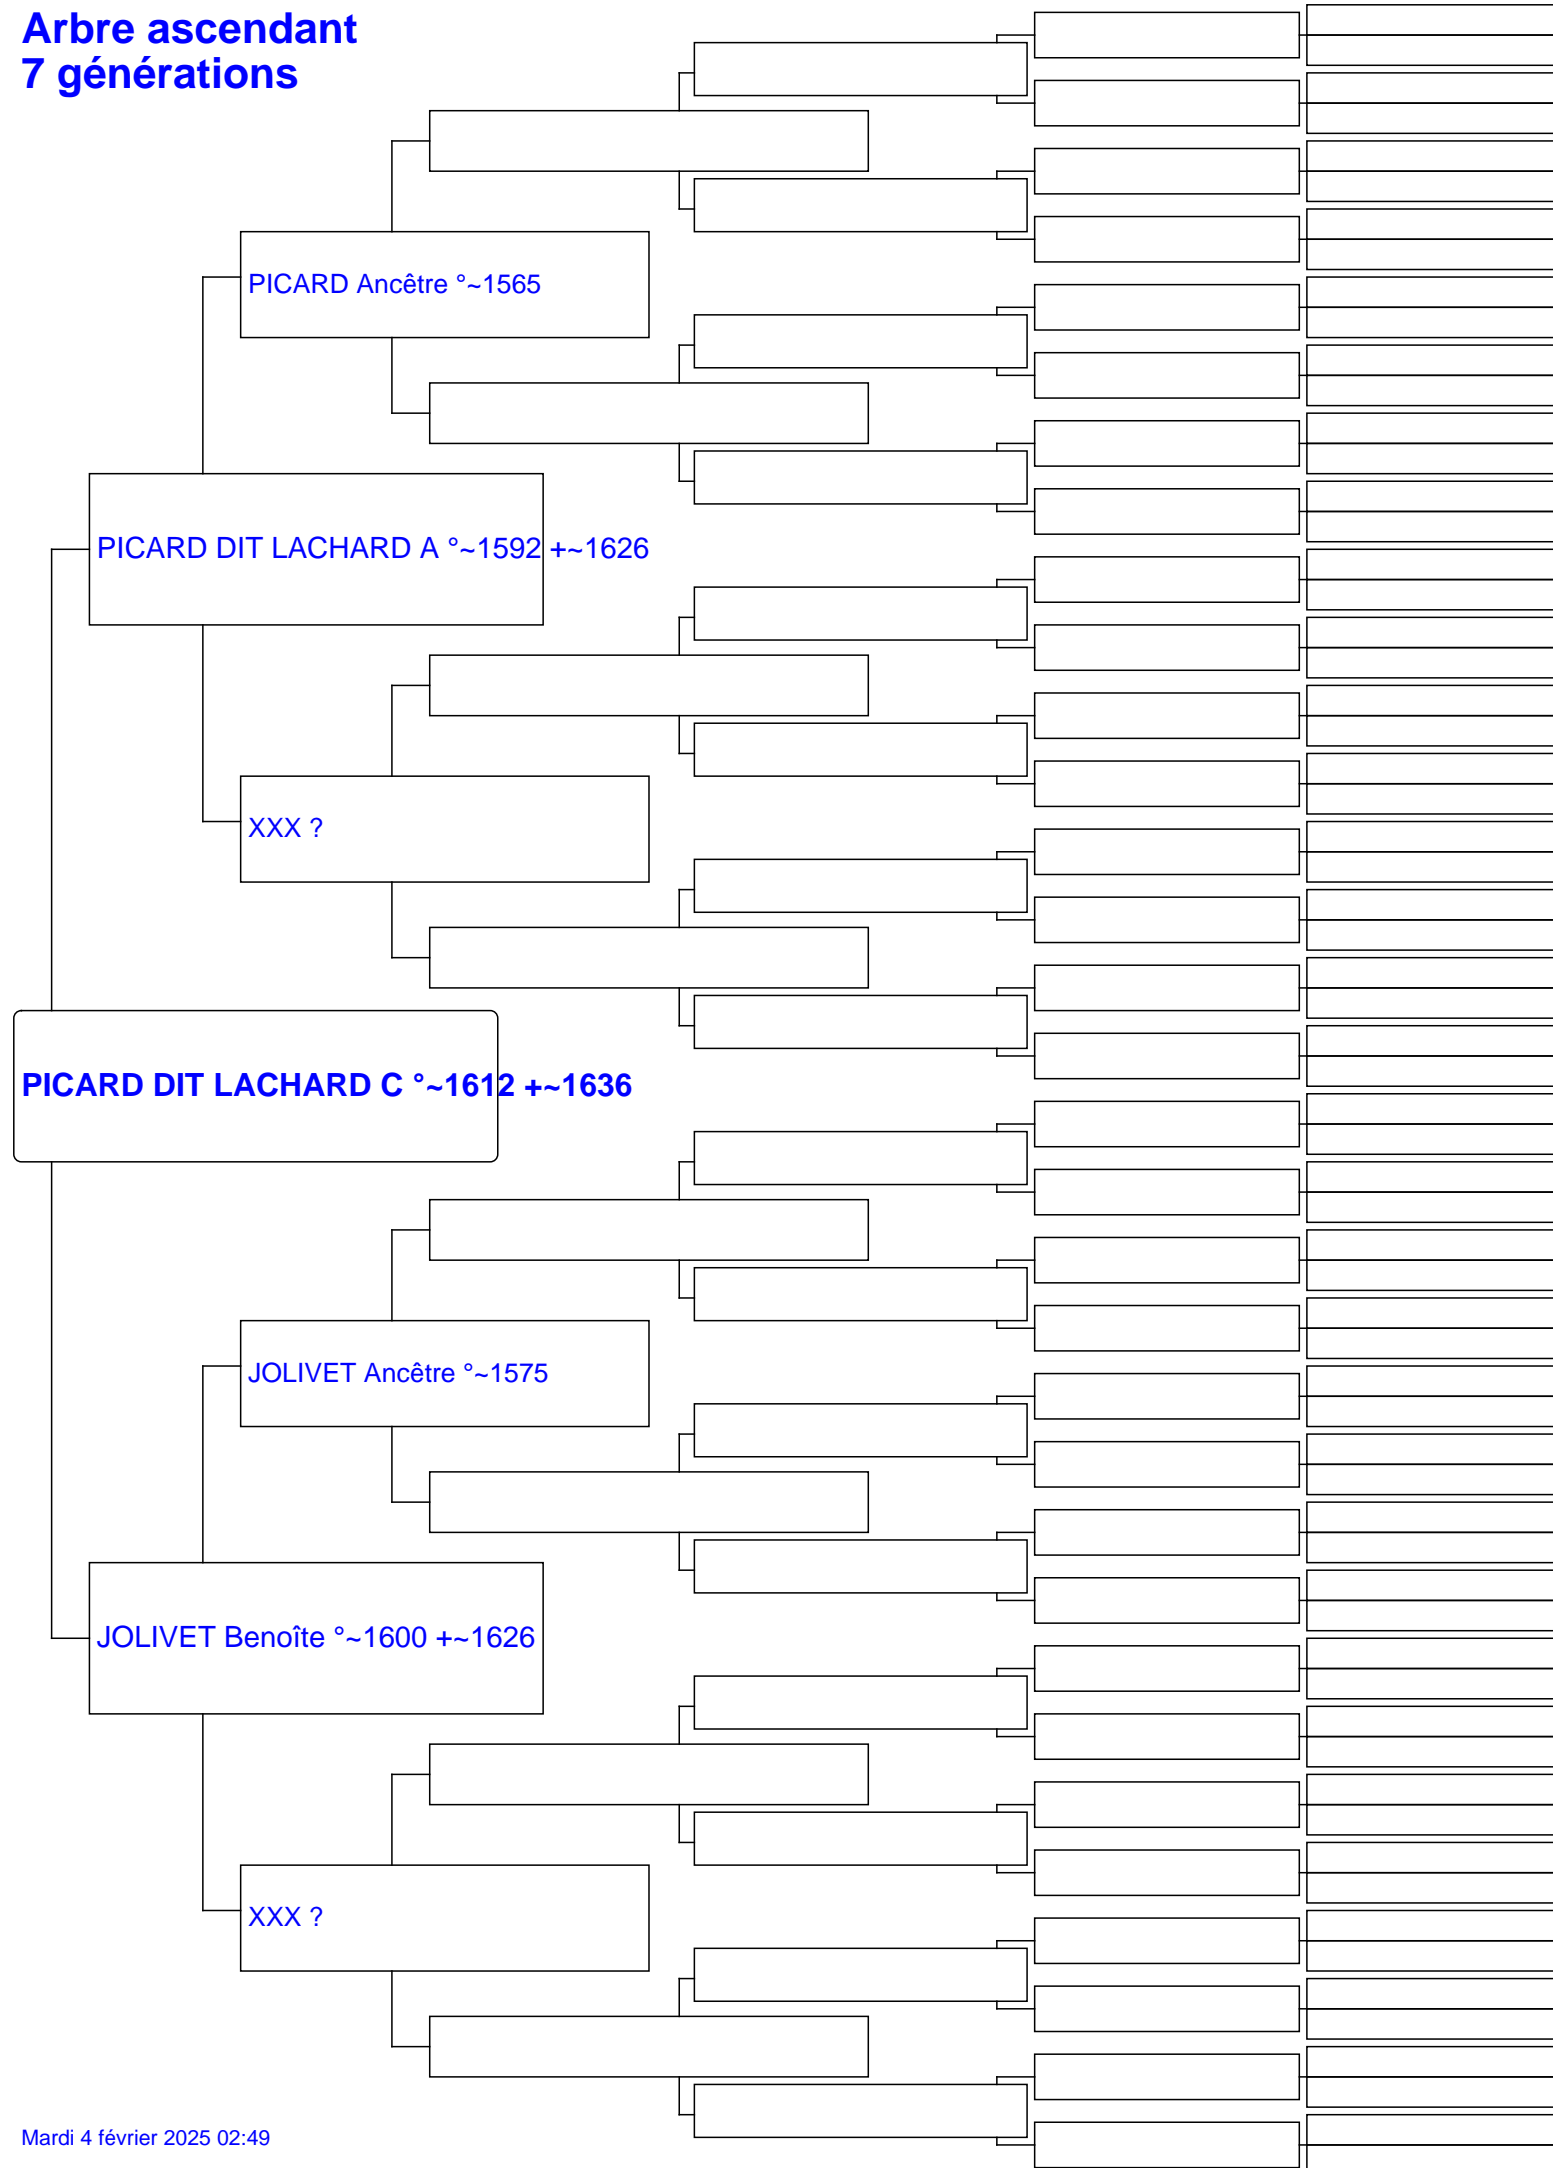 Arbre ascendant
7 générations
PICARD Ancêtre °~1565
PICARD DIT LACHARD A °~1592 +~1626
XXX ?
PICARD DIT LACHARD C °~1612 +~1636
JOLIVET Ancêtre °~1575
JOLIVET Benoîte °~1600 +~1626
XXX ?
Mardi 4 février 2025 02:49